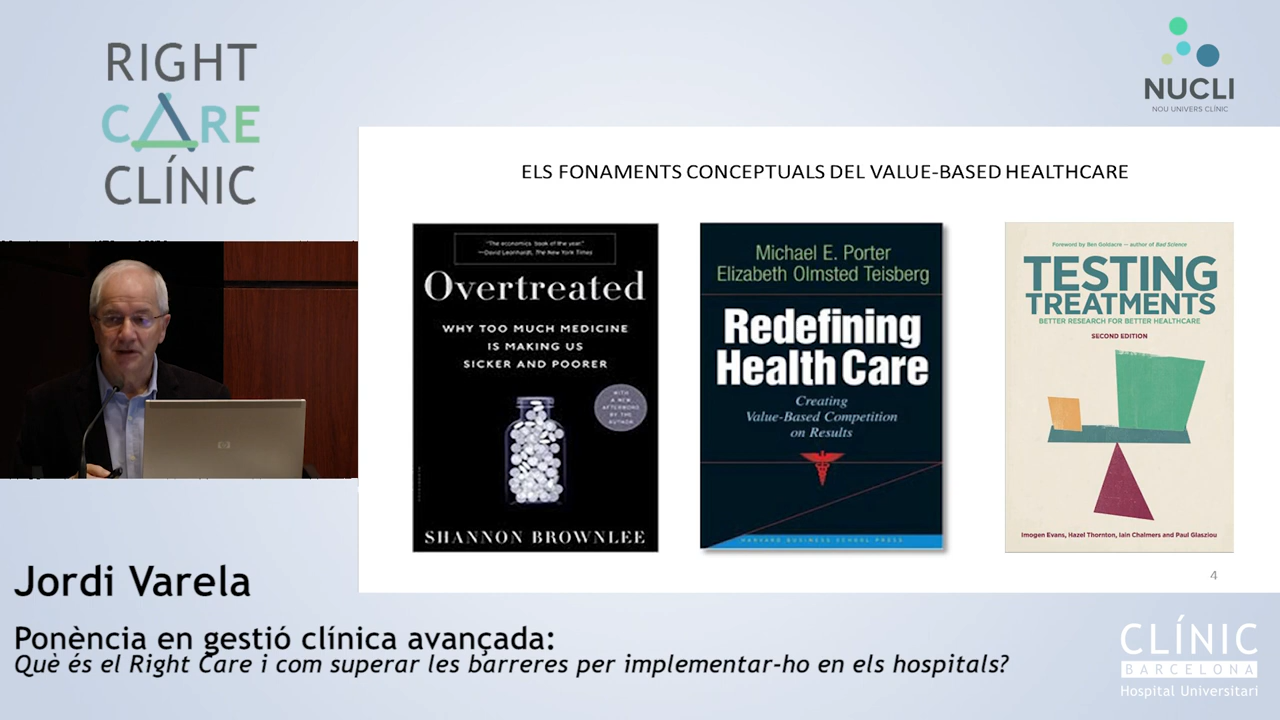 RIGHT
CARE
CLÍNIC
NUCLI
NOU UNIVERS CLÍNIC
ELS FONAMENTS CONCEPTUALS DEL VALUE-BASED HEALTHCARE
"The economics book of the year."
—David Leonhardt, The New York Times
Overtreated
WHY TOO MUCH MEDICINE
IS MAKING US
SICKER AND POORER
WITH
A NEW
AFTERWORD
BY THE
AUTHOR
SHANNON BROWNLEE
Michael E. Porter
Elizabeth Olmsted Teisberg
Redefining
Health Care
Creating
Value-Based Competition
on Results
HARVARD BUSINESS SCHOOL PRESS
Foreword by Ben Goldacre — author of Bad Science
TESTING
TREATMENTS
BETTER RESEARCH FOR BETTER HEALTHCARE
SECOND EDITION
Imogen Evans, Hazel Thornton, Iain Chalmers and Paul Glasziou
4
hp
Jordi Varela
Ponència en gestió clínica avançada:
Què és el Right Care i com superar les barreres per implementar-ho en els hospitals?
CLÍNIC
BARCELONA
Hospital Universitari